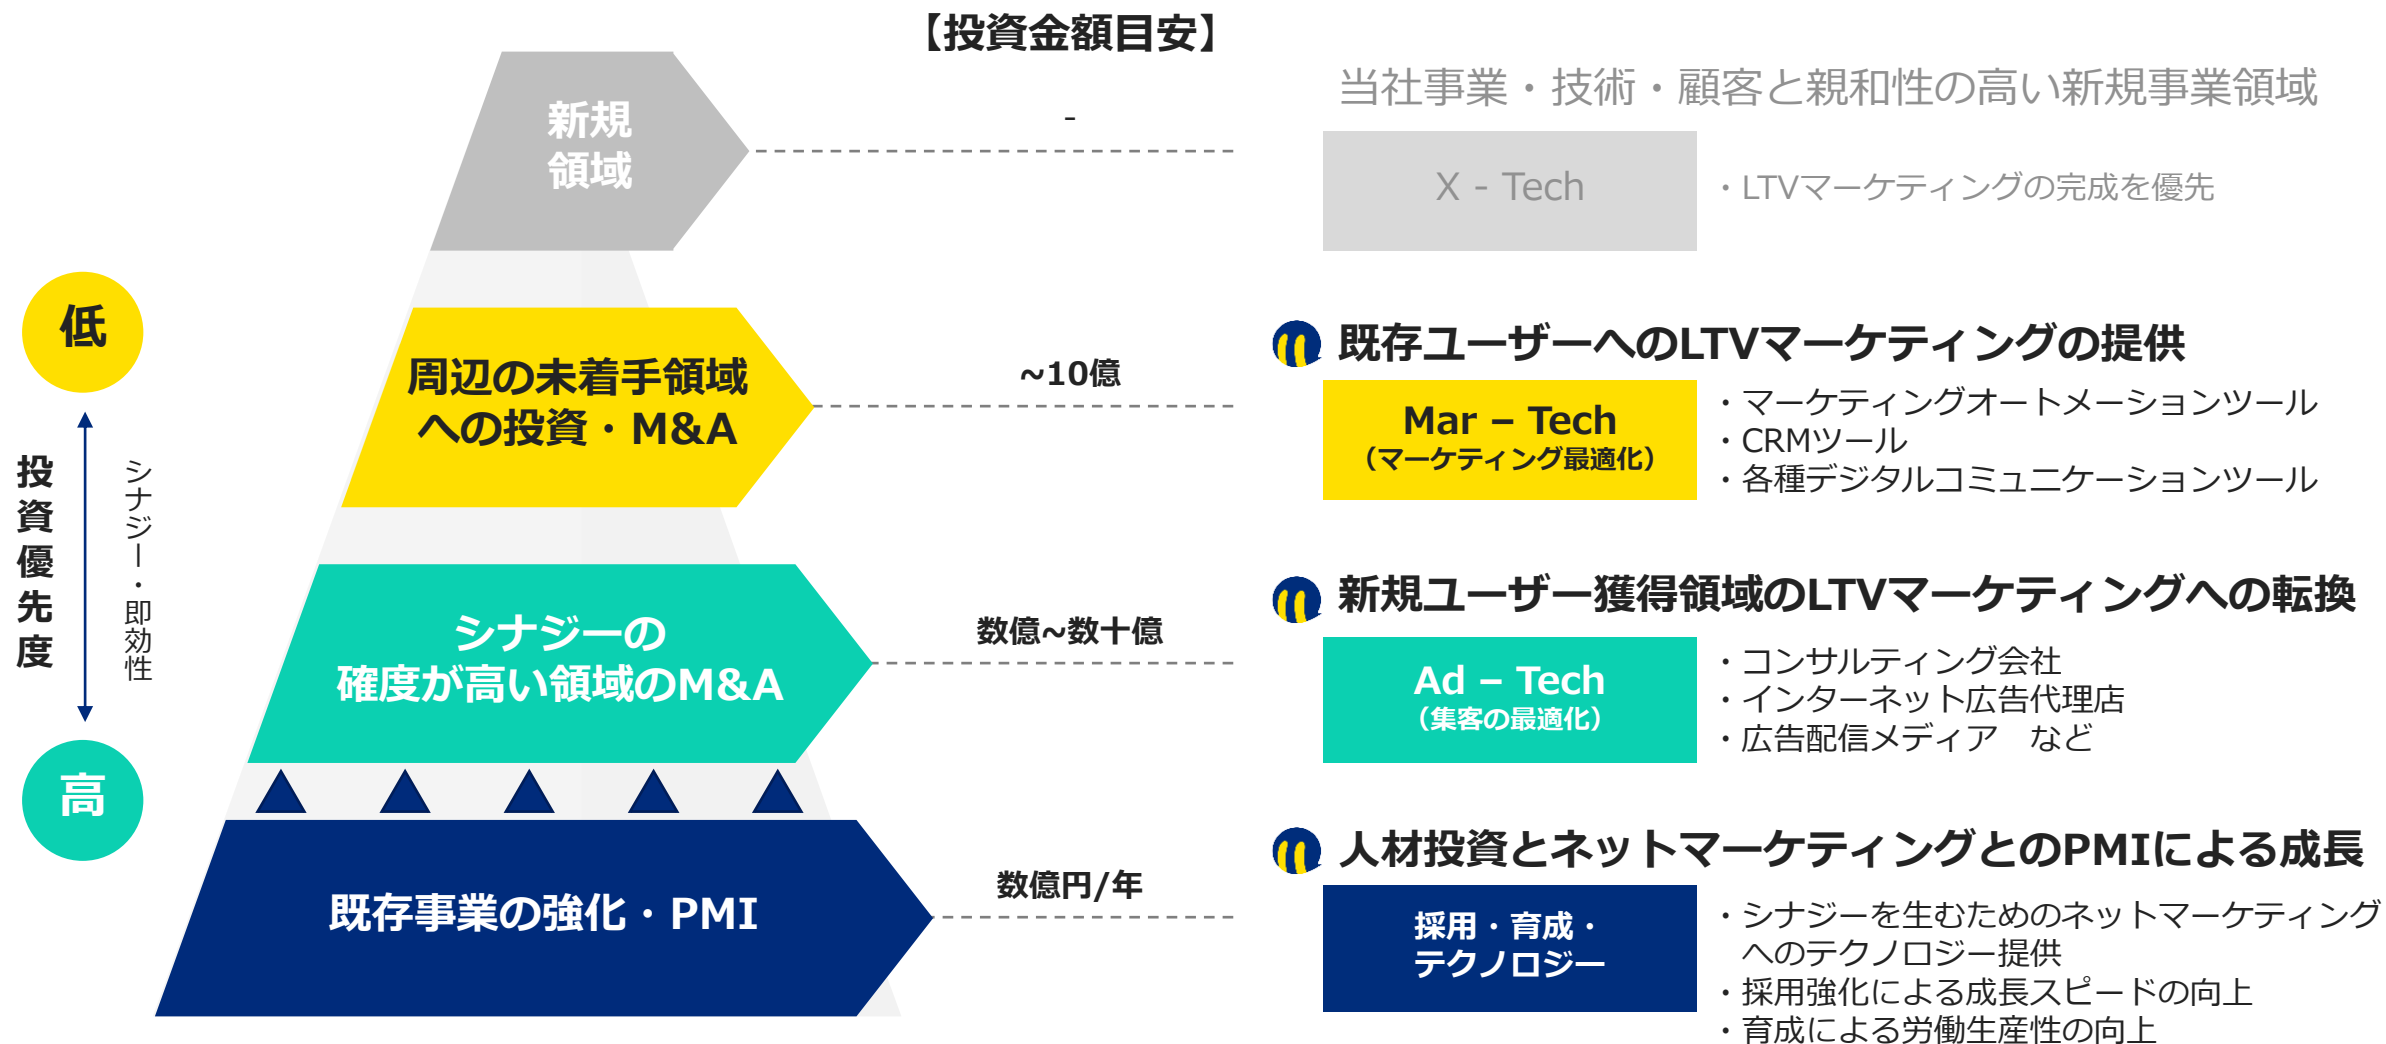 【投資金額目安】
新規
領域
-
当社事業・技術・顧客と親和性の高い新規事業領域
X - Tech
・LTVマーケティングの完成を優先
低
投資優先度
シナジー・即効性
高
周辺の未着手領域
への投資・M&A
~10億
既存ユーザーへのLTVマーケティングの提供
Mar – Tech
（マーケティング最適化）
・マーケティングオートメーションツール
・CRMツール
・各種デジタルコミュニケーションツール
シナジーの
確度が高い領域のM&A
数億~数十億
新規ユーザー獲得領域のLTVマーケティングへの転換
Ad – Tech
（集客の最適化）
・コンサルティング会社
・インターネット広告代理店
・広告配信メディア　など
既存事業の強化・PMI
数億円/年
人材投資とネットマーケティングとのPMIによる成長
採用・育成・
テクノロジー
・シナジーを生むためのネットマーケティング
へのテクノロジー提供
・採用強化による成長スピードの向上
・育成による労働生産性の向上